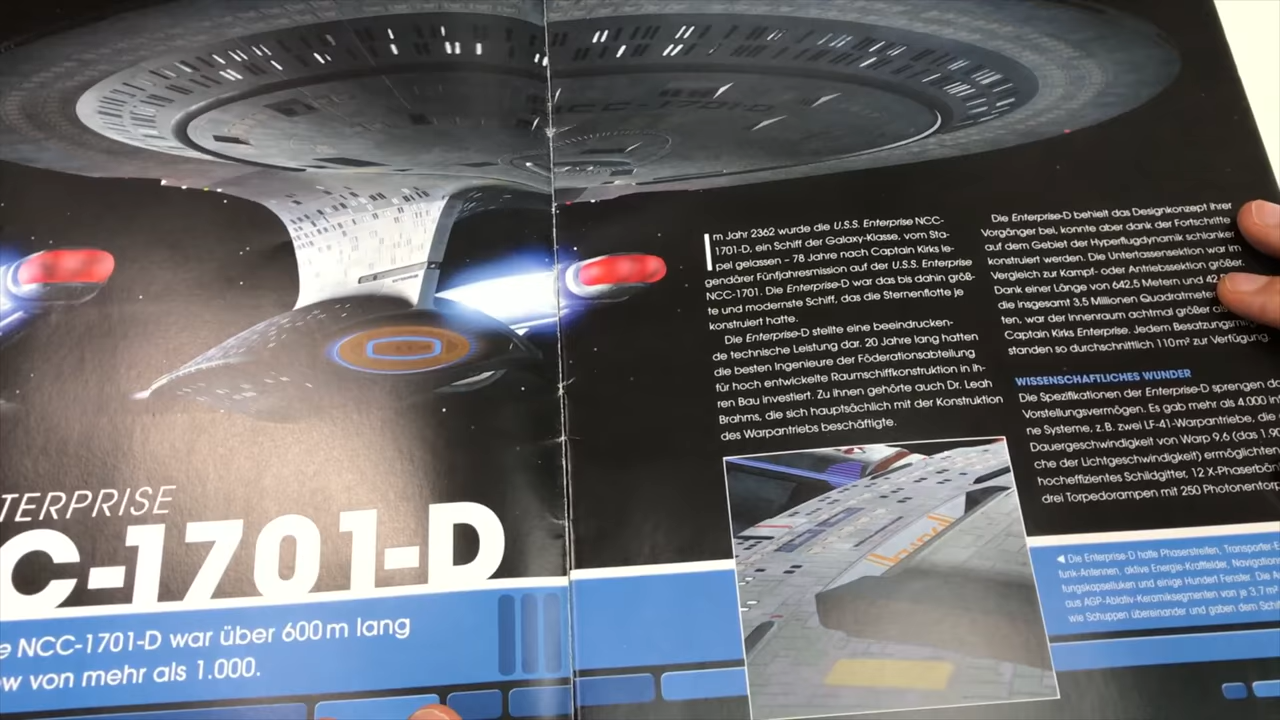 NCC-1701-D
TERPRISE
C-1701-D
e NCC-1701-D war über 600 m lang
ew von mehr als 1.000.
Im Jahr 2362 wurde die U.S.S. Enterprise NCC-
1701-D, ein Schiff der Galaxy-Klasse, vom Sta-
pel gelassen – 78 Jahre nach Captain Kirks le-
gendärer Fünfjahresmission auf der U.S.S. Enterprise
NCC-1701. Die Enterprise-D war das bis dahin größ-
te und modernste Schiff, das die Sternenflotte je
konstruiert hatte.
Die Enterprise-D stellte eine beeindrucken-
de technische Leistung dar. 20 Jahre lang hatten
die besten Ingenieure der Föderationsabteilung
für hoch entwickelte Raumschiffkonstruktion in ih-
ren Bau investiert. Zu ihnen gehörte auch Dr. Leah
Brahms, die sich hauptsächlich mit der Konstruktion
des Warpantriebs beschäftigte.
Die Enterprise-D behielt das Designkonzept ihrer
Vorgänger bei, konnte aber dank der Fortschritte
auf dem Gebiet der Hyperflugdynamik schlanker
konstruiert werden. Die Untertassensektion war im
Vergleich zur Kampf- oder Antriebssektion größer.
Dank einer Länge von 642,5 Metern und 42
die insgesamt 3,5 Millionen Quadratmeter
ten, war der Innenraum achtmal größer als
Captain Kirks Enterprise. Jedem Besatzungsmitg
standen so durchschnittlich 110 m² zur Verfügung.
WISSENSCHAFTLICHES WUNDER
Die Spezifikationen der Enterprise-D sprengen da
Vorstellungsvermögen. Es gab mehr als 4.000 int
ne Systeme, z.B. zwei LF-41-Warpantriebe, die
Dauergeschwindigkeit von Warp 9,6 (das 1.90
che der Lichtgeschwindigkeit) ermöglichten
hocheffizientes Schildgitter, 12 X-Phaserbän
drei Torpedorampen mit 250 Photonentorp
◀ Die Enterprise-D hatte Phaserstreifen, Transporter-E
funk-Antennen, aktive Energie-Kraftfelder, Navigation
tungskapselluken und einige Hundert Fenster. Die
aus AGP-Ablativ-Keramiksegmenten von je 3,7 m²
wie Schuppen übereinander und gaben dem Schi